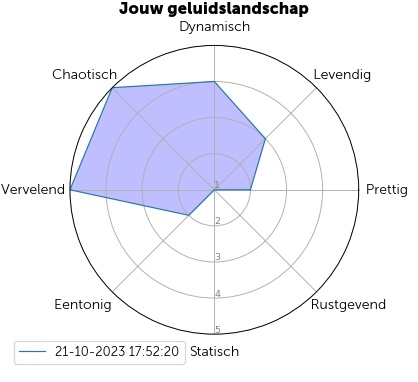 Jouw geluidslandschap
Dynamisch
Chaotisch
Levendig
Vervelend
1
Prettig
2
3
Eentonig
4
Rustgevend
5
21-10-2023 17:52:20
Statisch